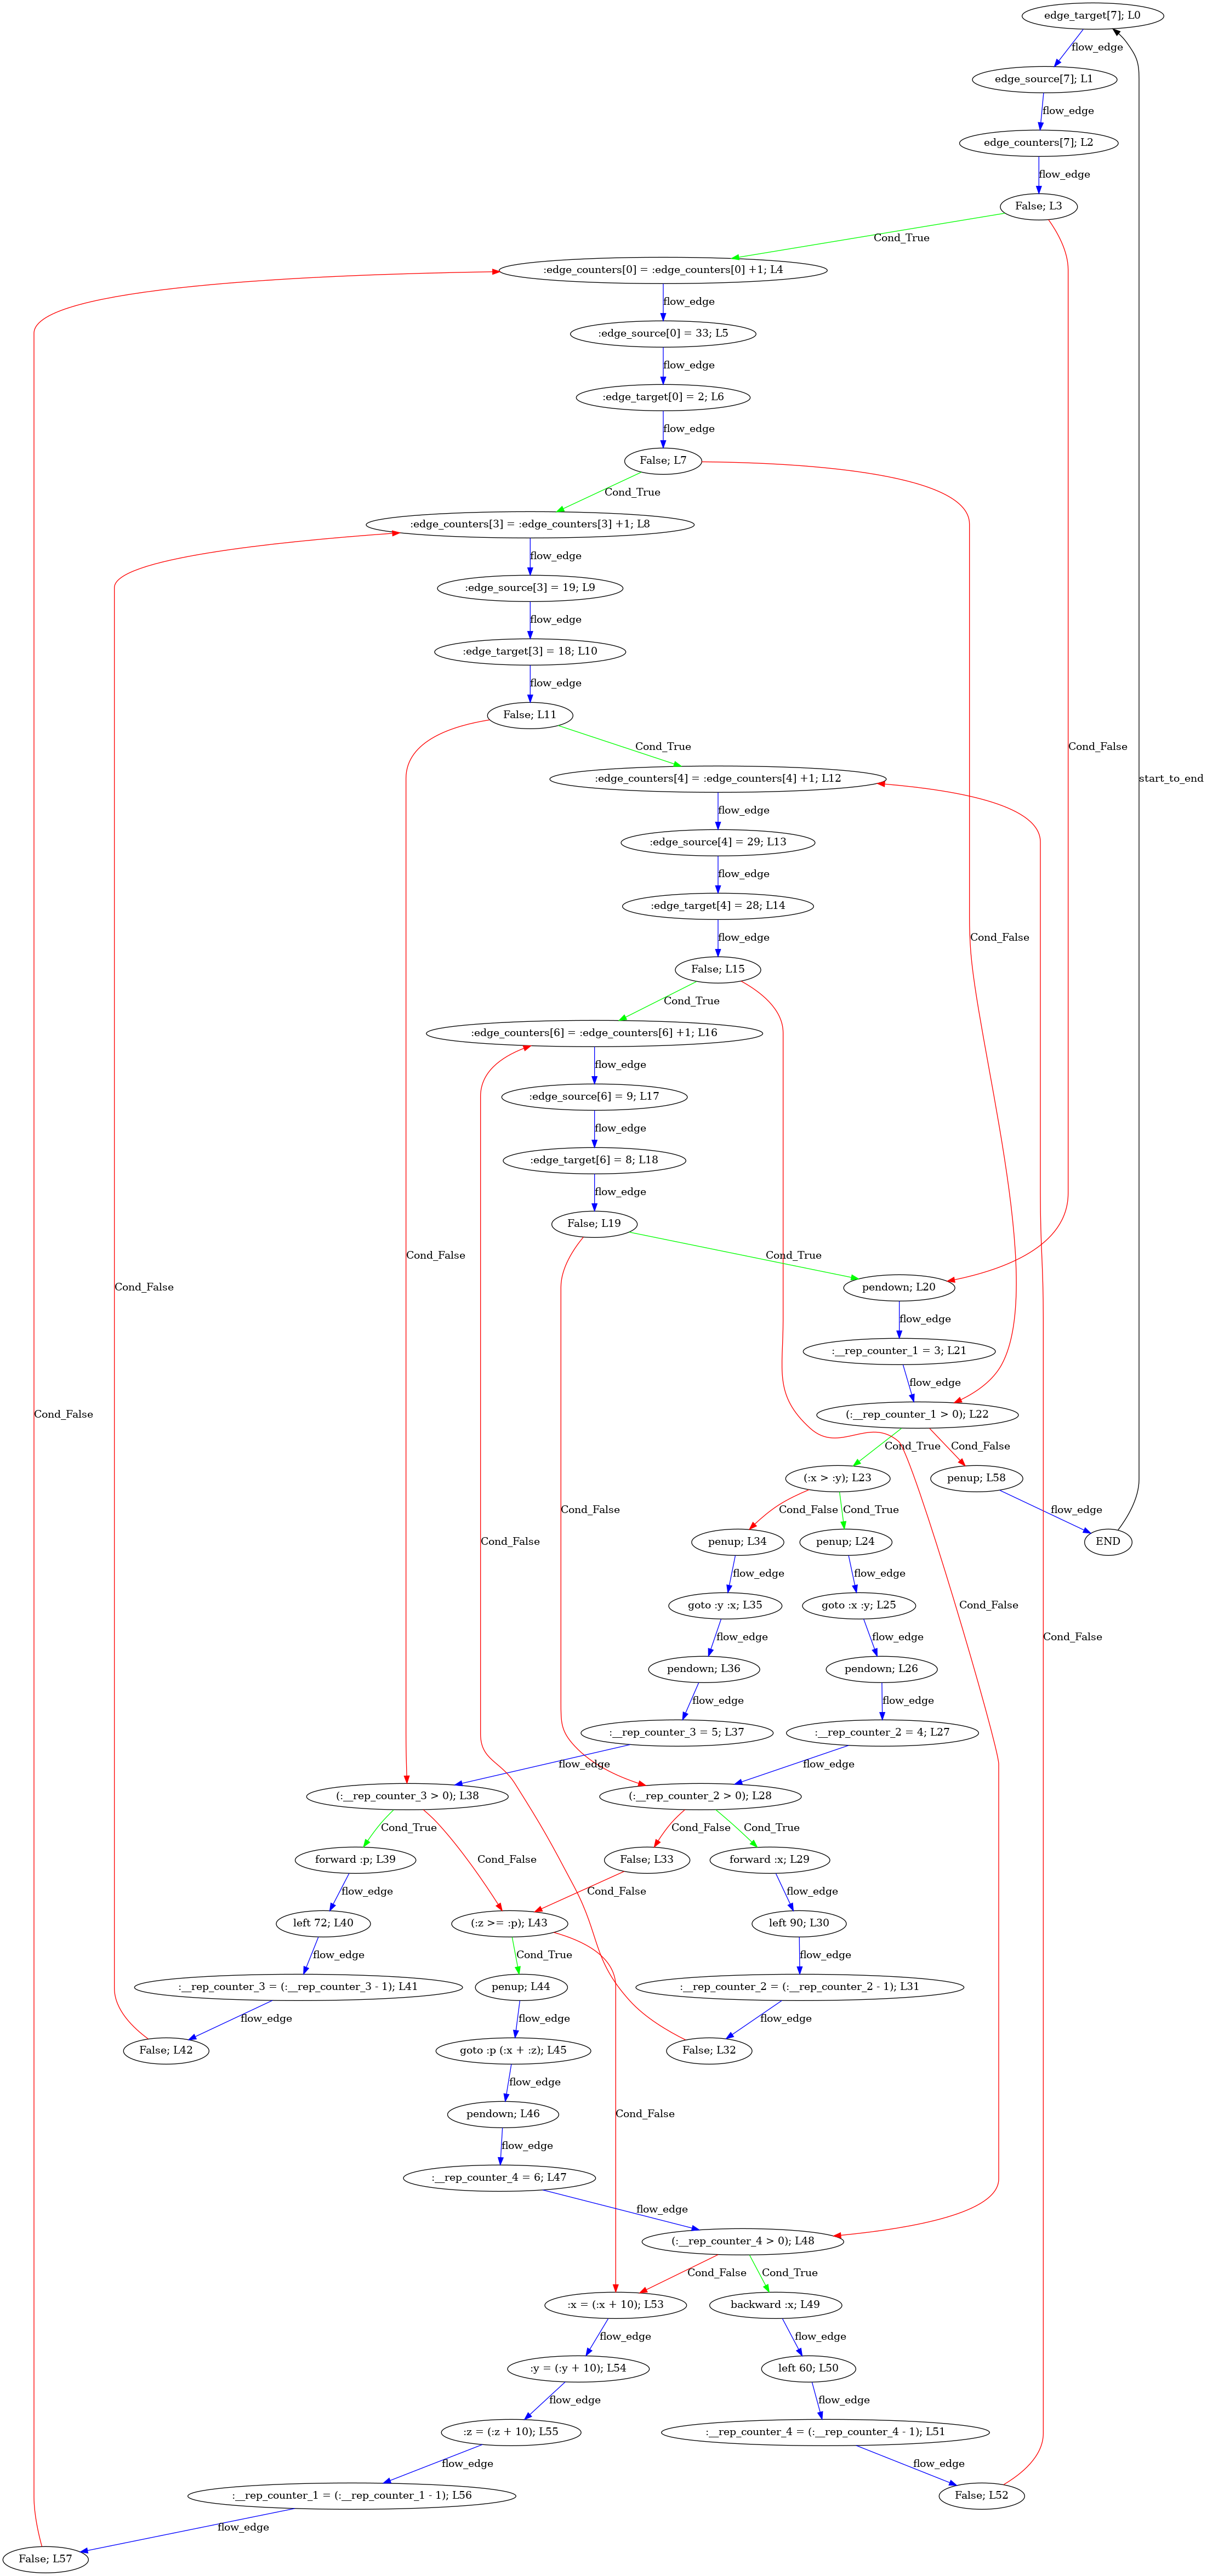 edge_target[7]; L0
flow_edge
edge_source[7]; L1
flow_edge
edge_counters[7]; L2
flow_edge
False; L3
Cond_True
:edge_counters[0] = :edge_counters[0] +1; L4
flow_edge
:edge_source[0] = 33; L5
flow_edge
:edge_target[0] = 2; L6
flow_edge
False; L7
Cond_True
:edge_counters[3] = :edge_counters[3] +1; L8
flow_edge
:edge_source[3] = 19; L9
flow_edge
:edge_target[3] = 18; L10
flow_edge
False; L11
Cond_True
Cond_False
start_to_end
:edge_counters[4] = :edge_counters[4] +1; L12
flow_edge
:edge_source[4] = 29; L13
flow_edge
:edge_target[4] = 28; L14
flow_edge
Cond_False
False; L15
Cond_True
:edge_counters[6] = :edge_counters[6] +1; L16
flow_edge
:edge_source[6] = 9; L17
flow_edge
:edge_target[6] = 8; L18
flow_edge
False; L19
Cond_False
Cond_True
Cond_False
pendown; L20
flow_edge
:__rep_counter_1 = 3; L21
flow_edge
Cond_False
(:__rep_counter_1 > 0); L22
Cond_True
Cond_False
(:x > :y); L23
penup; L58
Cond_False
Cond_False
Cond_False
Cond_True
flow_edge
penup; L34
penup; L24
END
flow_edge
flow_edge
goto :y :x; L35
goto :x :y; L25
Cond_False
flow_edge
flow_edge
Cond_False
pendown; L36
pendown; L26
flow_edge
flow_edge
:__rep_counter_3 = 5; L37
:__rep_counter_2 = 4; L27
flow_edge
flow_edge
(:__rep_counter_3 > 0); L38
(:__rep_counter_2 > 0); L28
Cond_True
Cond_False
Cond_False
Cond_True
forward :p; L39
False; L33
forward :x; L29
flow_edge
Cond_False
flow_edge
left 72; L40
(:z >= :p); L43
left 90; L30
flow_edge
Cond_True
flow_edge
:__rep_counter_3 = (:__rep_counter_3 - 1); L41
penup; L44
:__rep_counter_2 = (:__rep_counter_2 - 1); L31
flow_edge
flow_edge
flow_edge
False; L42
goto :p (:x + :z); L45
False; L32
flow_edge
pendown; L46
Cond_False
flow_edge
:__rep_counter_4 = 6; L47
flow_edge
(:__rep_counter_4 > 0); L48
Cond_False
Cond_True
:x = (:x + 10); L53
backward :x; L49
flow_edge
flow_edge
:y = (:y + 10); L54
left 60; L50
flow_edge
flow_edge
:z = (:z + 10); L55
:__rep_counter_4 = (:__rep_counter_4 - 1); L51
flow_edge
flow_edge
:__rep_counter_1 = (:__rep_counter_1 - 1); L56
False; L52
flow_edge
False; L57